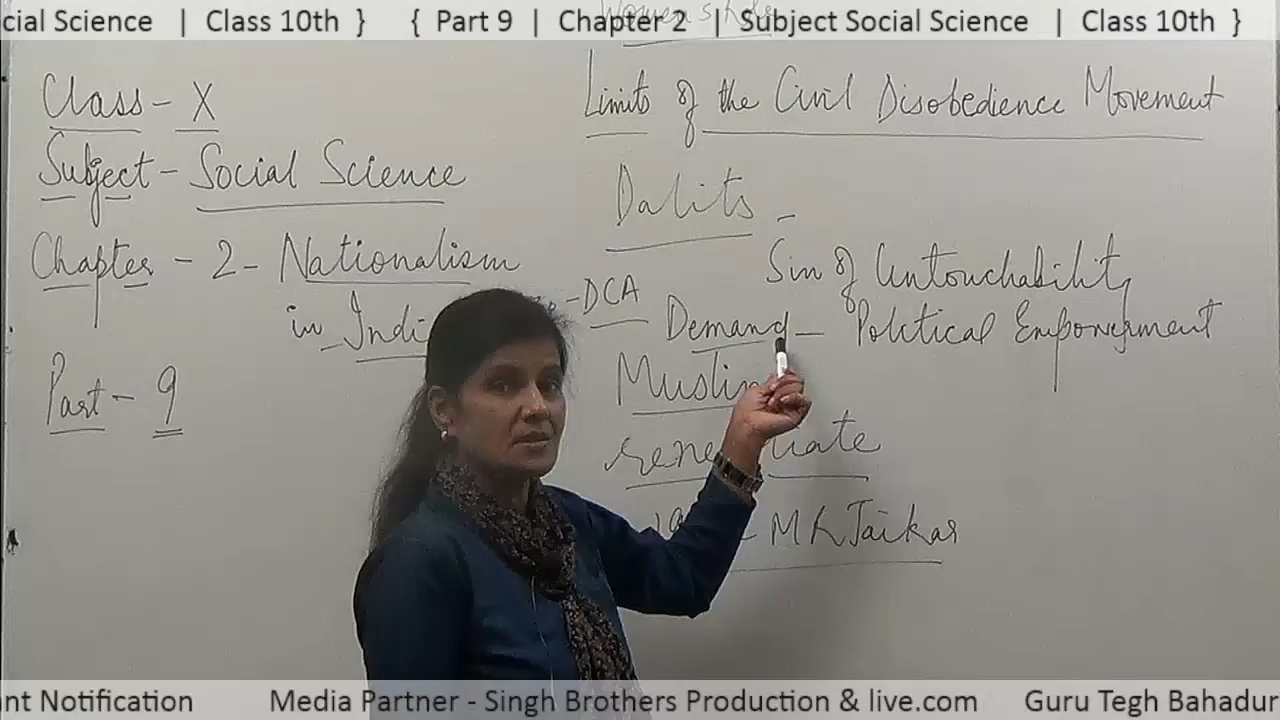 cial Science | Class 10th } { Part 9 | Chapter 2 | Subject Social Science | Class 10th }
Class - X
Subject - Social Science
Chapter - 2 - Nationalism
in Indi
Part - 9
Limits of the Civil Disobedience Movement
Dalits -
Sin of Untouchability
-DCA
Demand - Political Empowerment
Muslim
M R Jaikar
ant Notification Media Partner - Singh Brothers Production & live.com Guru Tegh Bahadur